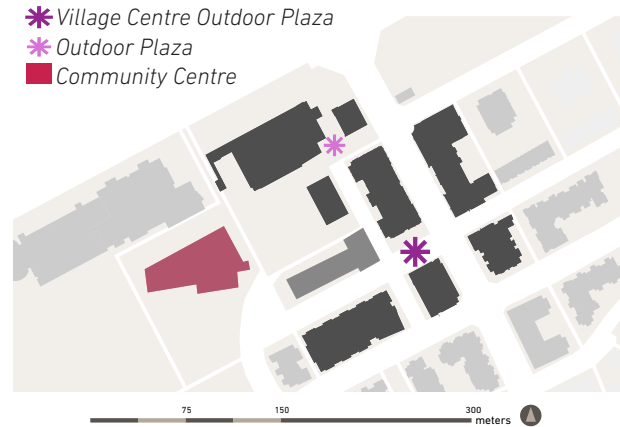 Village Centre Outdoor Plaza
Outdoor Plaza
Community Centre
75 150 300
meters